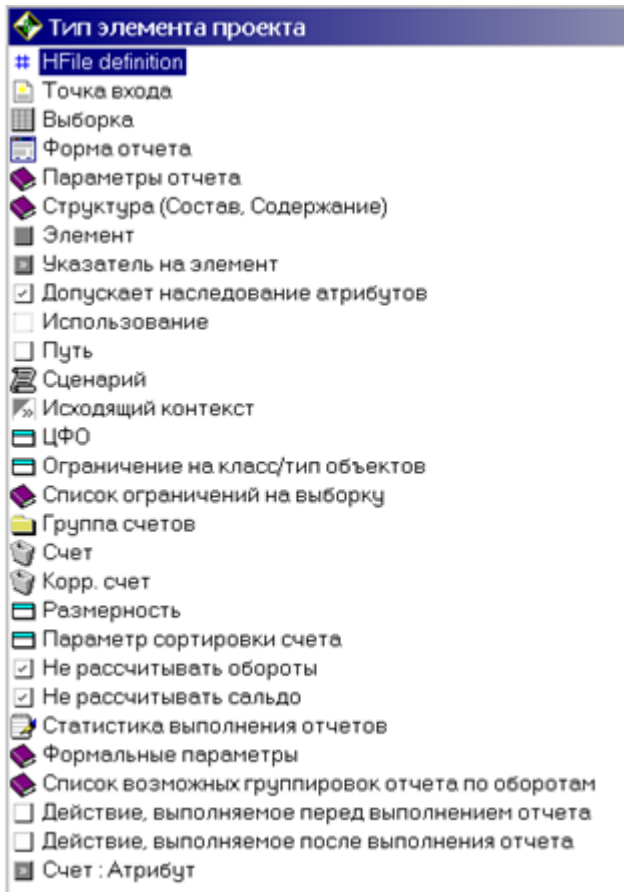 Тип элемента проекта
# HFile definition
Точка входа
Выборка
Форма отчета
Параметры отчета
Структура (Состав, Содержание)
Элемент
Указатель на элемент
Допускает наследование атрибутов
Использование
Путь
Сценарий
Исходящий контекст
ЦФО
Ограничение на класс/тип объектов
Список ограничений на выборку
Группа счетов
Счет
Корр. счет
Размерность
Параметр сортировки счета
Не рассчитывать обороты
Не рассчитывать сальдо
Статистика выполнения отчетов
Формальные параметры
Список возможных группировок отчета по оборотам
Действие, выполняемое перед выполнением отчета
Действие, выполняемое после выполнения отчета
Счет : Атрибут